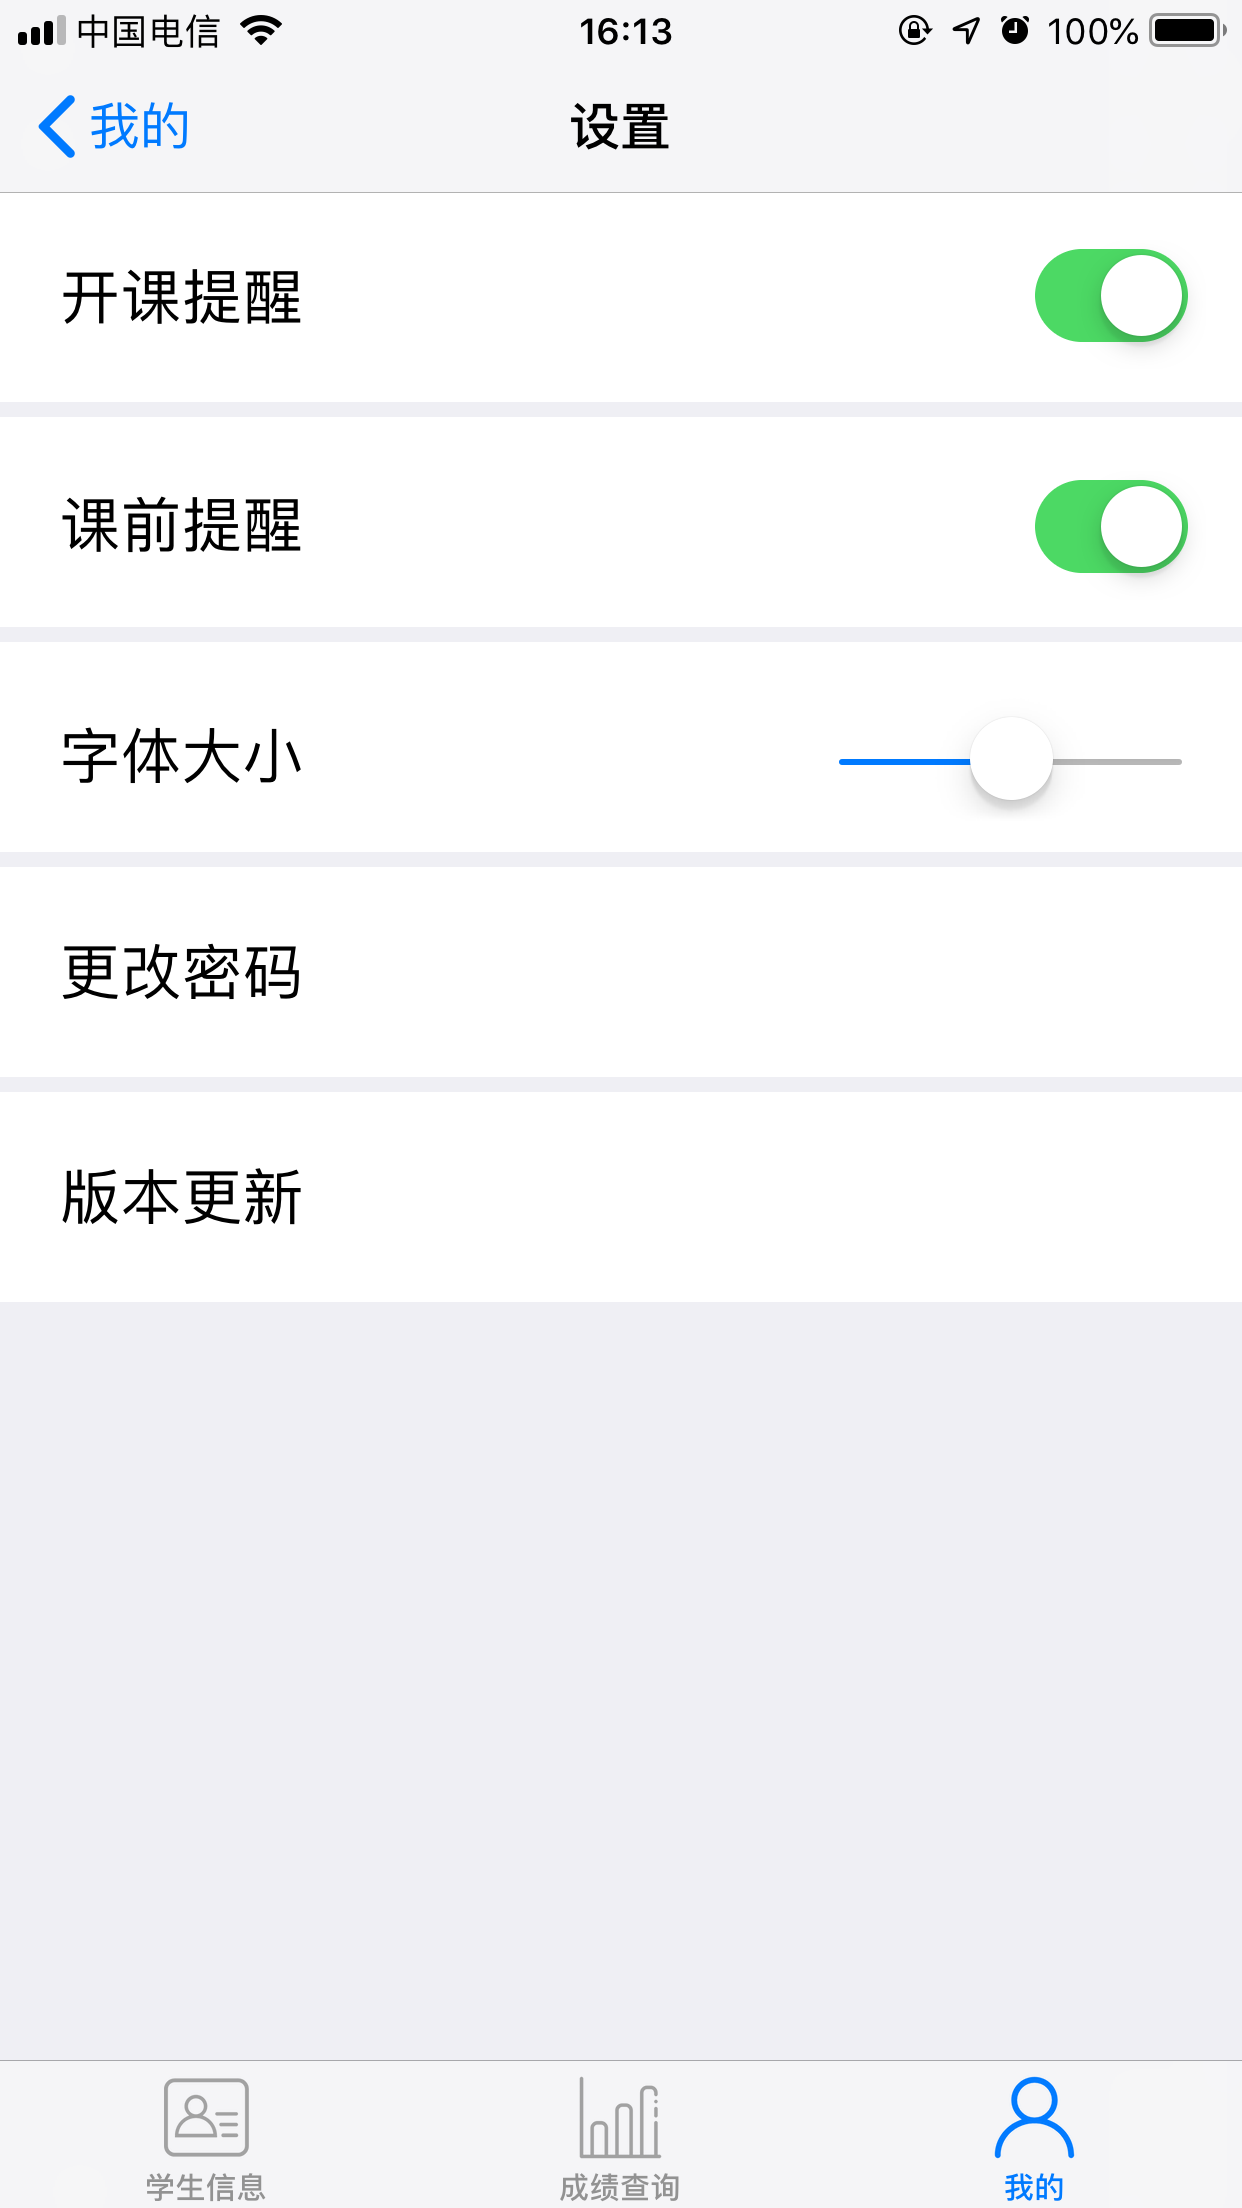 中国电信 16:13 100%
我的 设置
开课提醒
课前提醒
字体大小
更改密码
版本更新
学生信息 成绩查询 我的